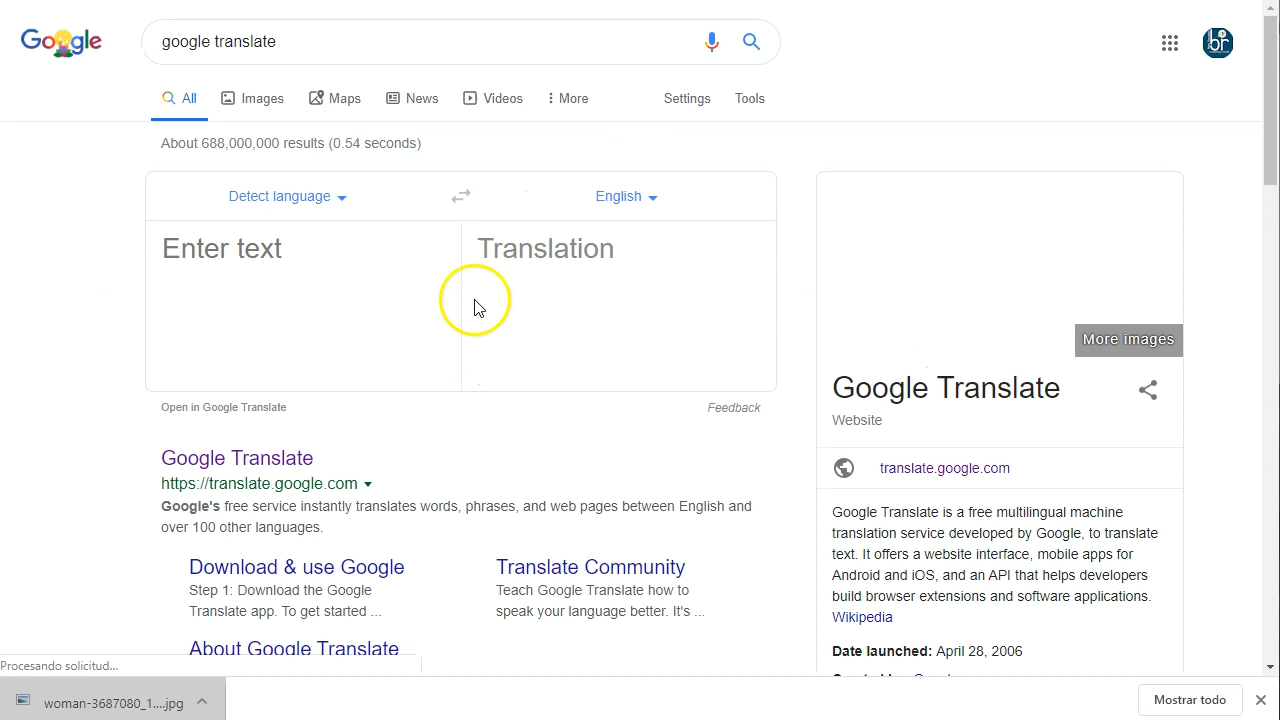 Google
google translate
All
Images
Maps
News
Videos
More
Settings
Tools
About 688,000,000 results (0.54 seconds)
Detect language
English
Enter text
Translation
Open in Google Translate
Feedback
Google Translate
https://translate.google.com
Google's free service instantly translates words, phrases, and web pages between English and
over 100 other languages.
Download & use Google
Step 1: Download the Google
Translate app. To get started ...
Translate Community
Teach Google Translate how to
speak your language better. It's ...
About Google Translate
br
More images
Google Translate
Website
translate.google.com
Google Translate is a free multilingual machine
translation service developed by Google, to translate
text. It offers a website interface, mobile apps for
Android and iOS, and an API that helps developers
build browser extensions and software applications.
Wikipedia
Date launched: April 28, 2006
Procesando solicitud...
woman-3687080_1....jpg
Mostrar todo